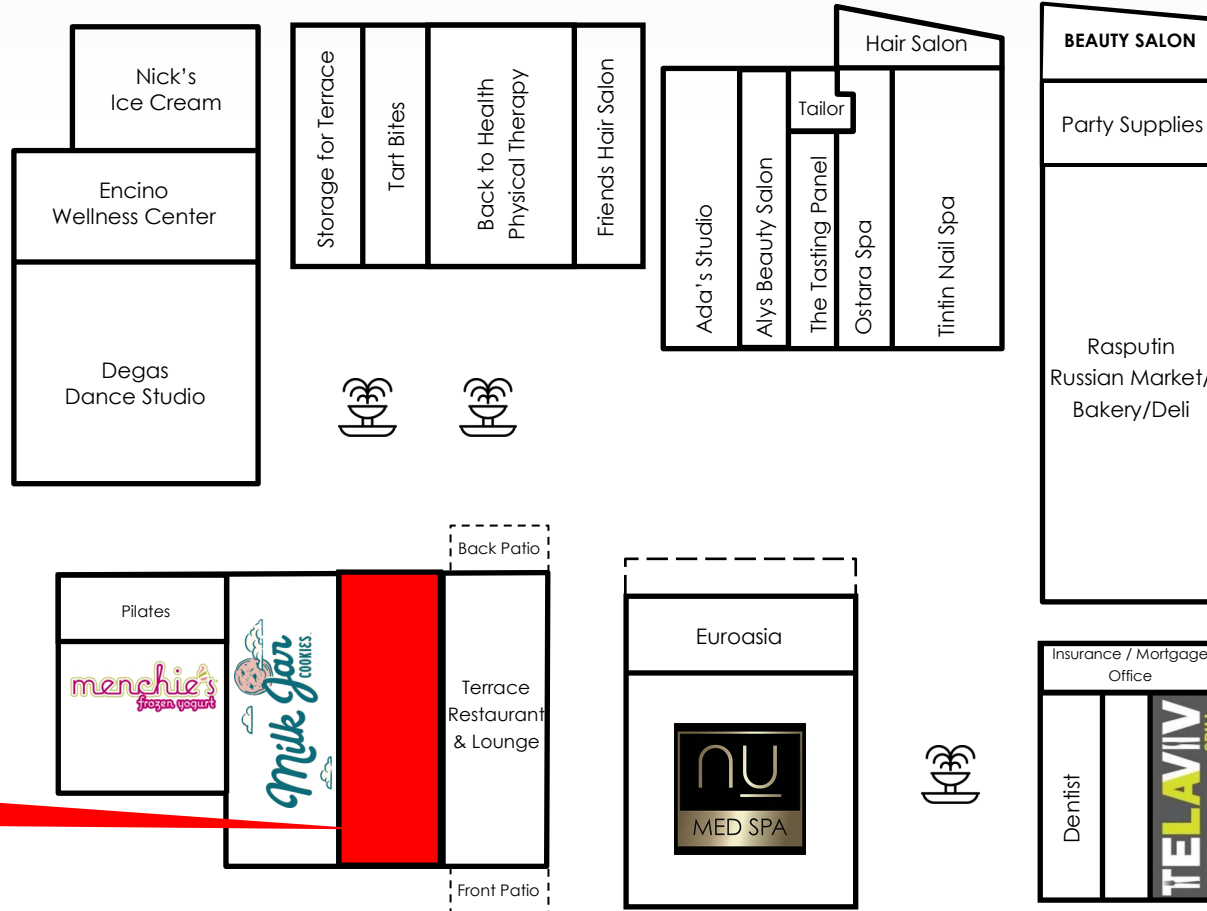 Nick's
Ice Cream
Encino
Wellness Center
Degas
Dance Studio
Storage for Terrace
Tart Bites
Back to Health
Physical Therapy
Friends Hair Salon
Hair Salon
Tailor
Ada's Studio
Alys Beauty Salon
The Tasting Panel
Ostara Spa
Tintin Nail Spa
BEAUTY SALON
Party Supplies
Rasputin
Russian Market/
Bakery/Deli
Back Patio
Pilates
menchie's
frozen yogurt
Milk Jar
COOKIES
Terrace
Restaurant
& Lounge
Front Patio
Euroasia
nu
MED SPA
Insurance / Mortgage
Office
Dentist
TELAVIV